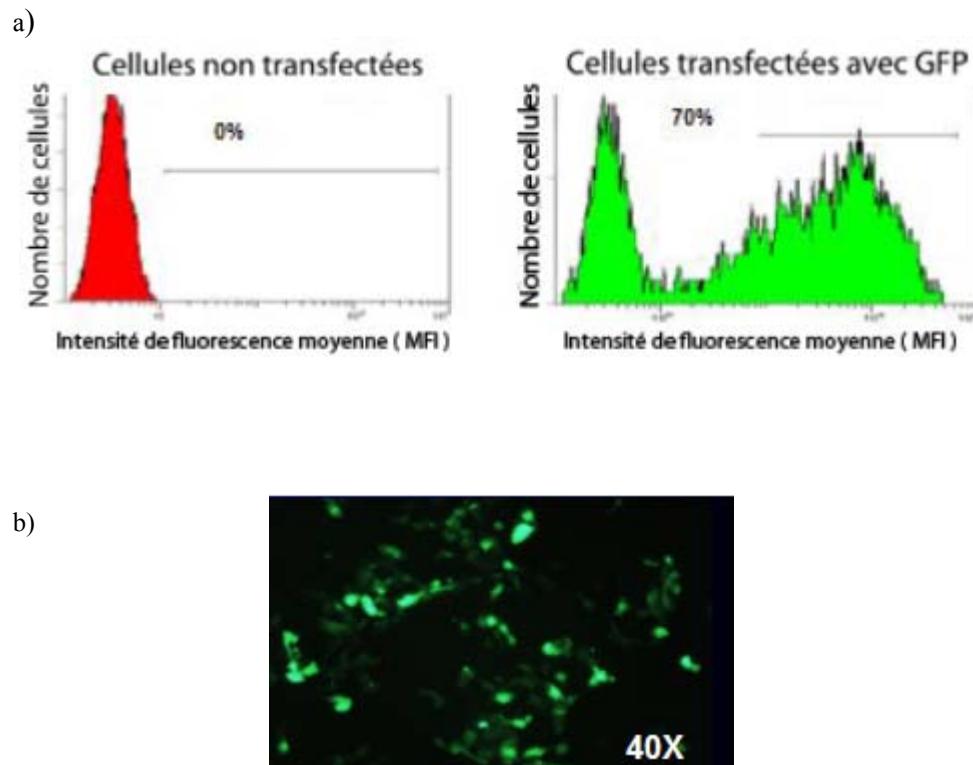 a)
Cellules non transfectées
Cellules transfectées avec GFP
Nombre de cellules
0%
Intensité de fluorescence moyenne ( MFI )
Nombre de cellules
70%
Intensité de fluorescence moyenne ( MFI )
b)
40X